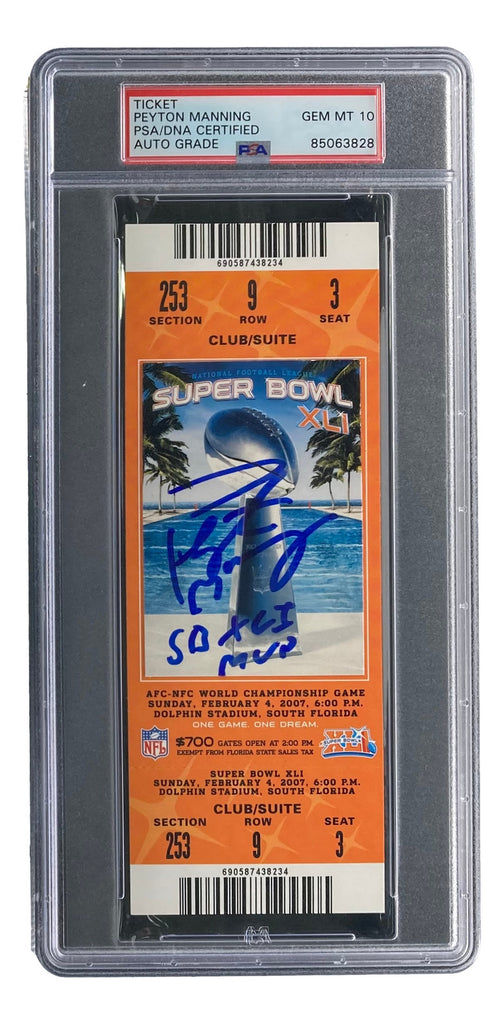 TICKET
PEYTON MANNING GEM MT 10
PSA/DNA CERTIFIED
AUTO GRADE PSA 85063828
690587438234
253 9 3
SECTION ROW SEAT
CLUB/SUITE
NATIONAL FOOTBALL LEAGUE
SUPER BOWL
XLI
Peyton
Manning
SB XLI
MVP
AFC-NFC WORLD CHAMPIONSHIP GAME
SUNDAY, FEBRUARY 4, 2007, 6:00 P.M.
DOLPHIN STADIUM, SOUTH FLORIDA
ONE GAME. ONE DREAM.
NFL $700 GATES OPEN AT 2:00 P.M. SUPER BOWL XLI
EXEMPT FROM FLORIDA STATE SALES TAX
SUPER BOWL XLI
SUNDAY, FEBRUARY 4, 2007, 6:00 P.M.
DOLPHIN STADIUM, SOUTH FLORIDA
CLUB/SUITE
SECTION ROW SEAT
253 9 3
690587438234